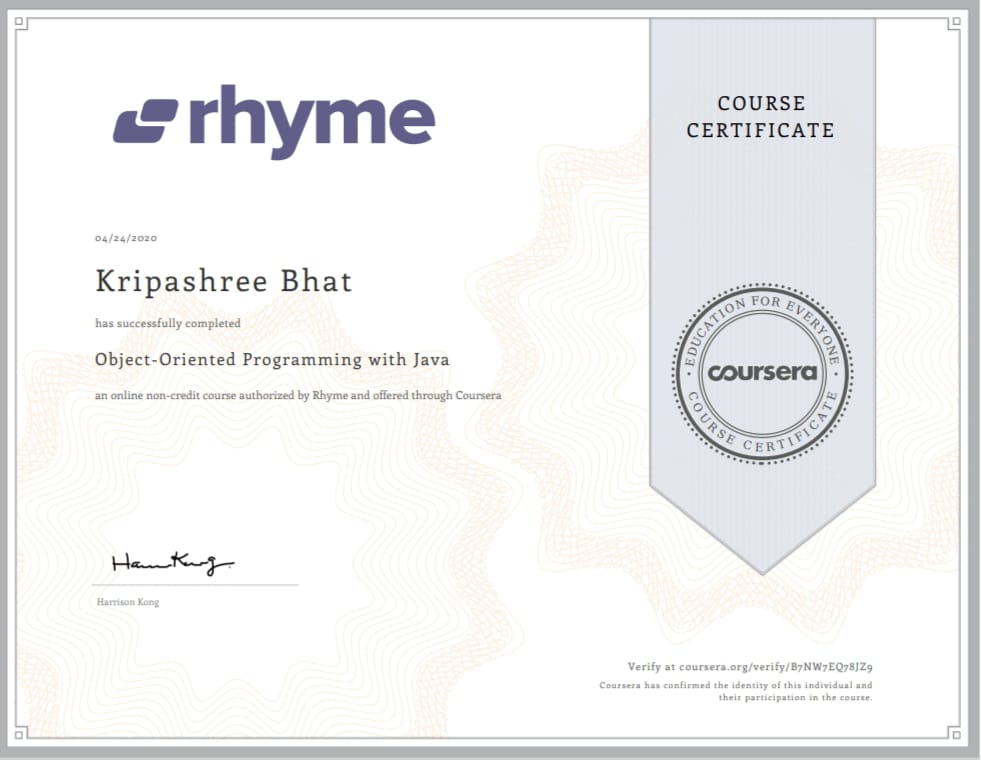 rhyme
COURSE
CERTIFICATE
04/24/2020
Kripashree Bhat
has successfully completed
Object-Oriented Programming with Java
an online non-credit course authorized by Rhyme and offered through Coursera
EDUCATION FOR EVERYONE
coursera
COURSE CERTIFICATE
Harrison Kong
Verify at coursera.org/verify/B7NW7EQ78JZ9
Coursera has confirmed the identity of this individual and
their participation in the course.